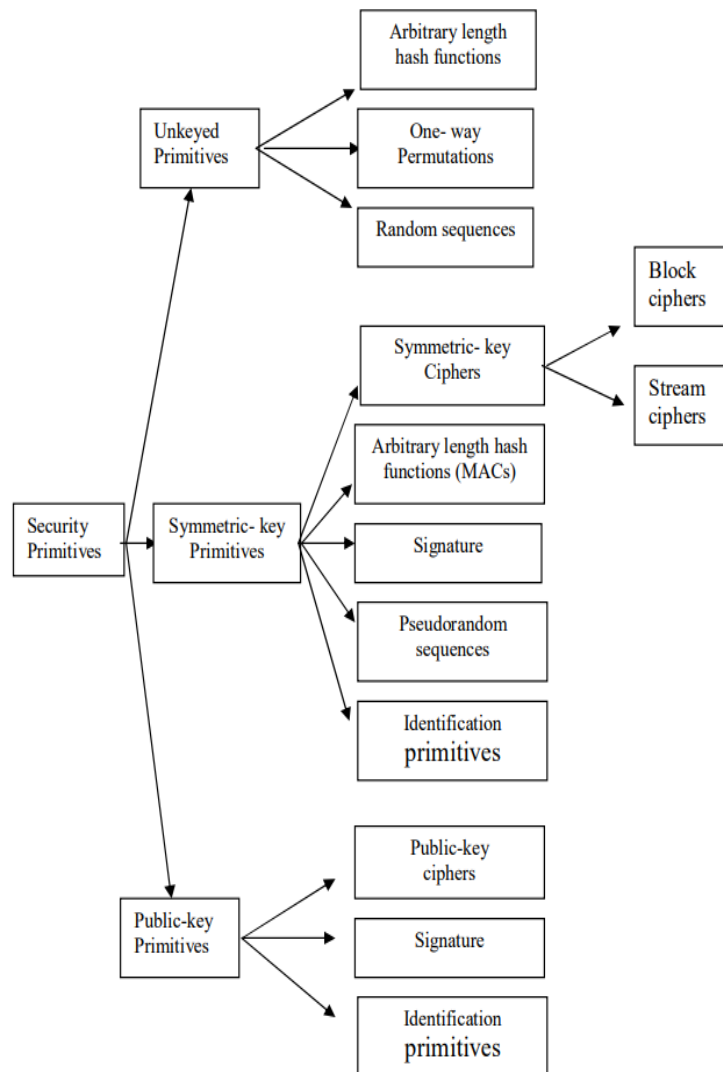 Arbitrary length
hash functions
Unkeyed
Primitives
One- way
Permutations
Random sequences
Block
ciphers
Symmetric- key
Ciphers
Stream
ciphers
Arbitrary length hash
functions (MACs)
Security
Primitives
Symmetric- key
Primitives
Signature
Pseudorandom
sequences
Identification
primitives
Public-key
ciphers
Public-key
Primitives
Signature
Identification
primitives